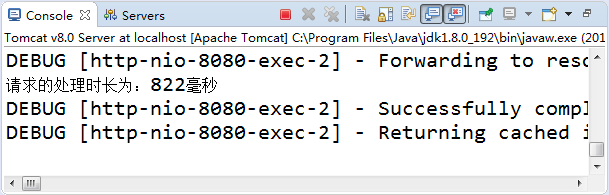 Console Servers
Tomcat v8.0 Server at localhost [Apache Tomcat] C:\Program Files\Java\jdk1.8.0_192\bin\javaw.exe (201
DEBUG [http-nio-8080-exec-2] - Forwarding to reso
请求的处理时长为：822毫秒
DEBUG [http-nio-8080-exec-2] - Successfully compl
DEBUG [http-nio-8080-exec-2] - Returning cached i